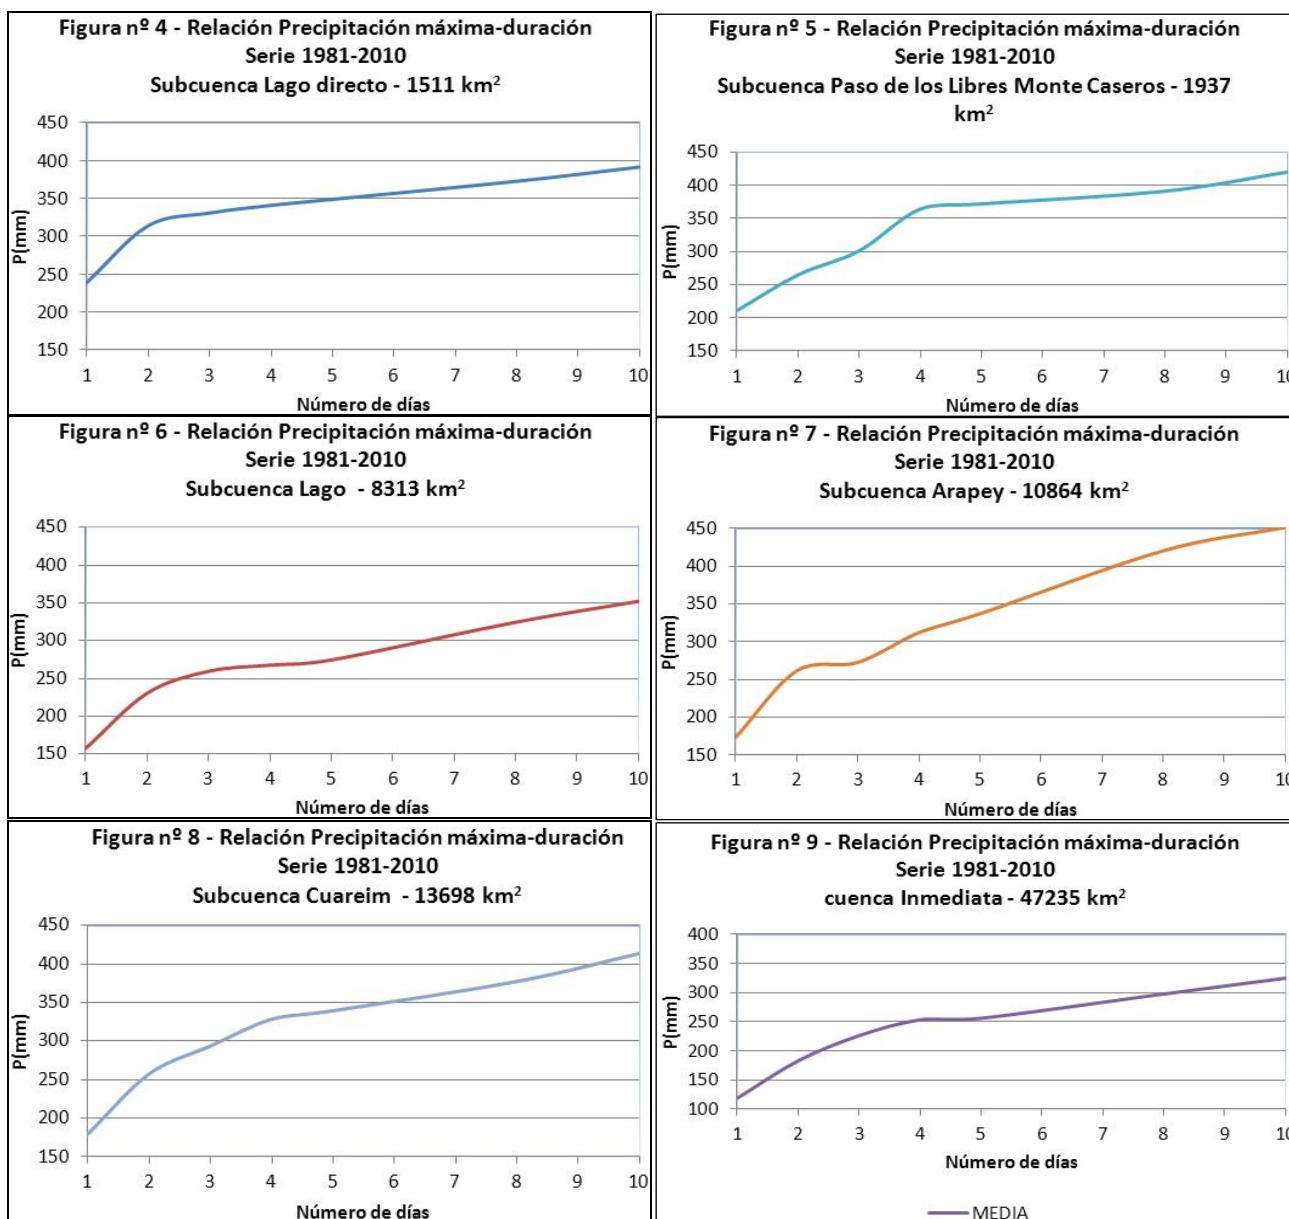 Figura nº 4 - Relación Precipitación máxima-duración
Serie 1981-2010
Subcuenca Lago directo - 1511 km²
450
400
350
300
250
200
150
P(mm)
1 2 3 4 5 6 7 8 9 10
Número de días
Figura nº 5 - Relación Precipitación máxima-duración
Serie 1981-2010
Subcuenca Paso de los Libres Monte Caseros - 1937
km²
450
400
350
300
250
200
150
P(mm)
1 2 3 4 5 6 7 8 9 10
Número de días
Figura nº 6 - Relación Precipitación máxima-duración
Serie 1981-2010
Subcuenca Lago - 8313 km²
450
400
350
300
250
200
150
P(mm)
1 2 3 4 5 6 7 8 9 10
Número de días
Figura nº 7 - Relación Precipitación máxima-duración
Serie 1981-2010
Subcuenca Arapey - 10864 km²
450
400
350
300
250
200
150
P(mm)
1 2 3 4 5 6 7 8 9 10
Número de días
Figura nº 8 - Relación Precipitación máxima-duración
Serie 1981-2010
Subcuenca Cuareim - 13698 km²
450
400
350
300
250
200
150
P(mm)
1 2 3 4 5 6 7 8 9 10
Número de días
Figura nº 9 - Relación Precipitación máxima-duración
Serie 1981-2010
cuenca Inmediata - 47235 km²
400
350
300
250
200
150
100
P(mm)
1 2 3 4 5 6 7 8 9 10
Número de días
MEDIA